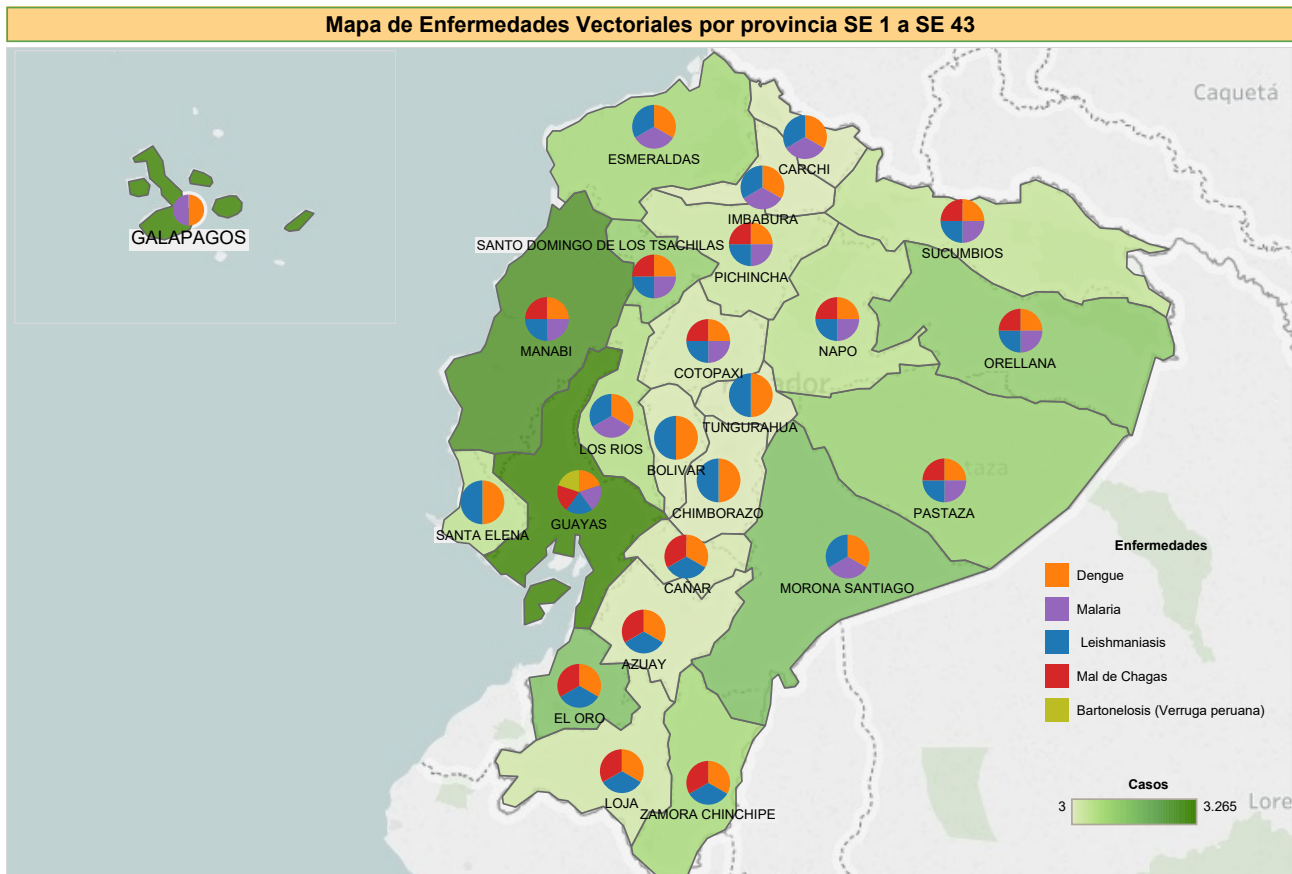 Mapa de Enfermedades Vectoriales por provincia SE 1 a SE 43
Caquetá
ESMERALDAS
CARCHI
IMBABURA
GALAPAGOS
SANTO DOMINGO DE LOS TSACHILAS
SUCUMBIOS
PICHINCHA
MANABI
NAPO
ORELLANA
COTOPAXI
TUNGURAHUA
LOS RIOS
BOLIVAR
CHIMBORAZO
PASTAZA
GUAYAS
SANTA ELENA
CAÑAR
MORONA SANTIAGO
AZUAY
EL ORO
LOJA
ZAMORA CHINCHIPE
Enfermedades
Dengue
Malaria
Leishmaniasis
Mal de Chagas
Bartonelosis (Verruga peruana)
Casos
3
3.265